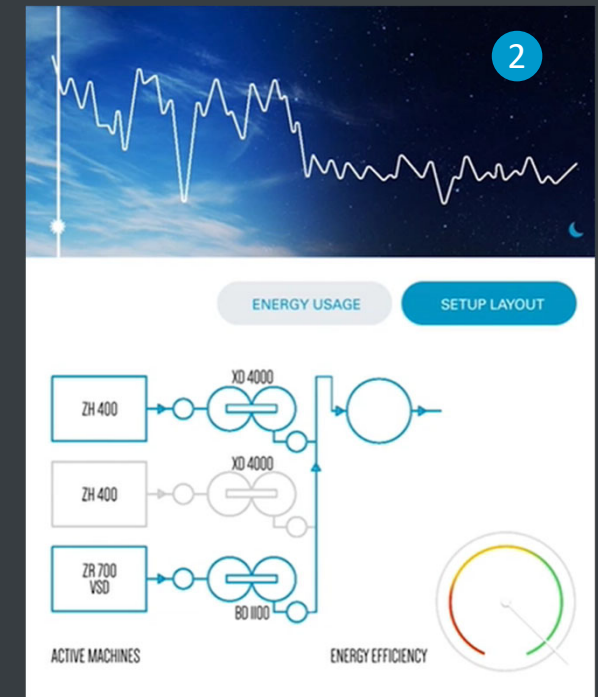 2
ENERGY USAGE
SETUP LAYOUT
XD 4000
ZH 400
XD 4000
ZH 400
ZR 700
VSD
BD 1100
ACTIVE MACHINES
ENERGY EFFICIENCY